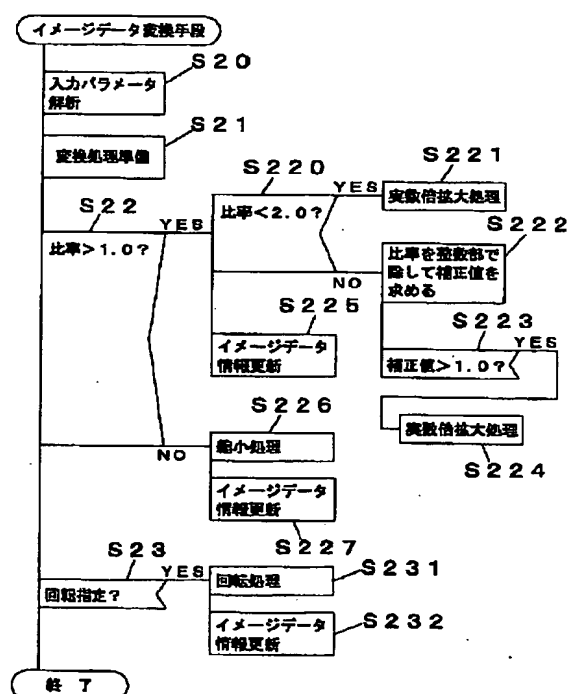 イメージデータ変換手段
S20
入力パラメータ
解析
S21
変換処理準備
S22
比率>1.0?
YES
S220
比率<2.0?
YES
S221
実数倍拡大処理
S222
NO
比率を整数部で
除して補正値を
求める
S223
補正値>1.0?
YES
実数倍拡大処理
S224
S225
イメージデータ
情報更新
S226
NO
縮小処理
イメージデータ
情報更新
S227
S23
回転指定?
YES
回転処理
S231
イメージデータ
情報更新
S232
終 了